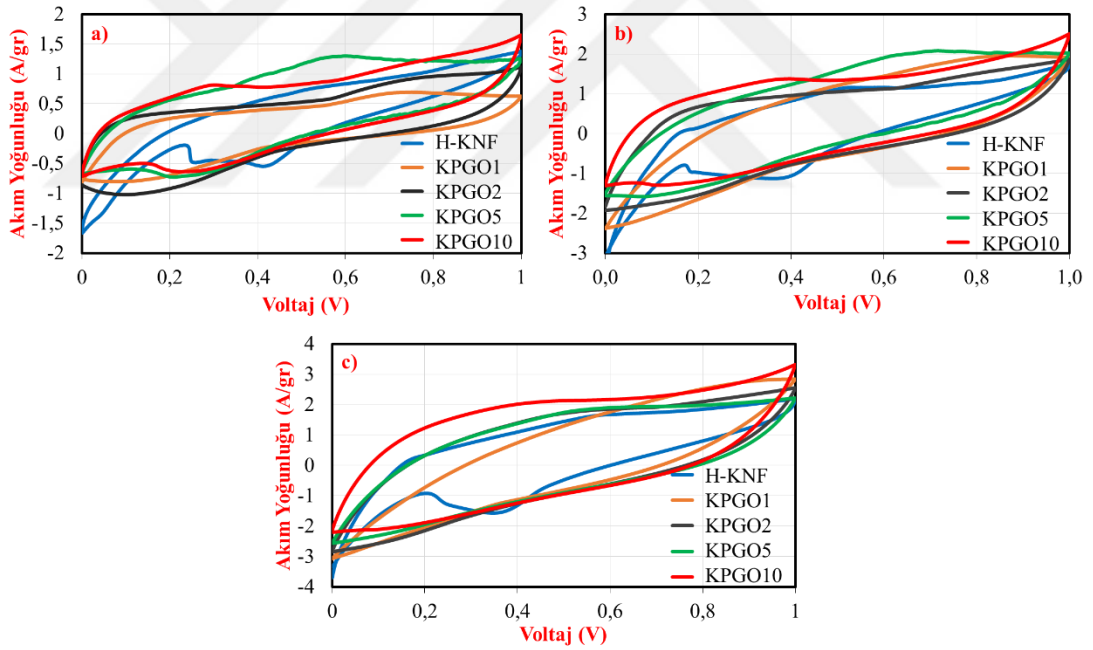 a)
Akım Yoğunluğu (A/gr)
2
1,5
1
0,5
0
-0,5
-1
-1,5
-2
H-KNF
KPGO1
KPGO2
KPGO5
KPGO10
0
0,2
0,4
0,6
0,8
1
Voltaj (V)
b)
Akım Yoğunluğu (A/gr)
3
2
1
0
-1
-2
-3
H-KNF
KPGO1
KPGO2
KPGO5
KPGO10
0,0
0,2
0,4
0,6
0,8
1,0
Voltaj (V)
c)
Akım Yoğunluğu (A/gr)
4
3
2
1
0
-1
-2
-3
-4
H-KNF
KPGO1
KPGO2
KPGO5
KPGO10
0
0,2
0,4
0,6
0,8
1
Voltaj (V)